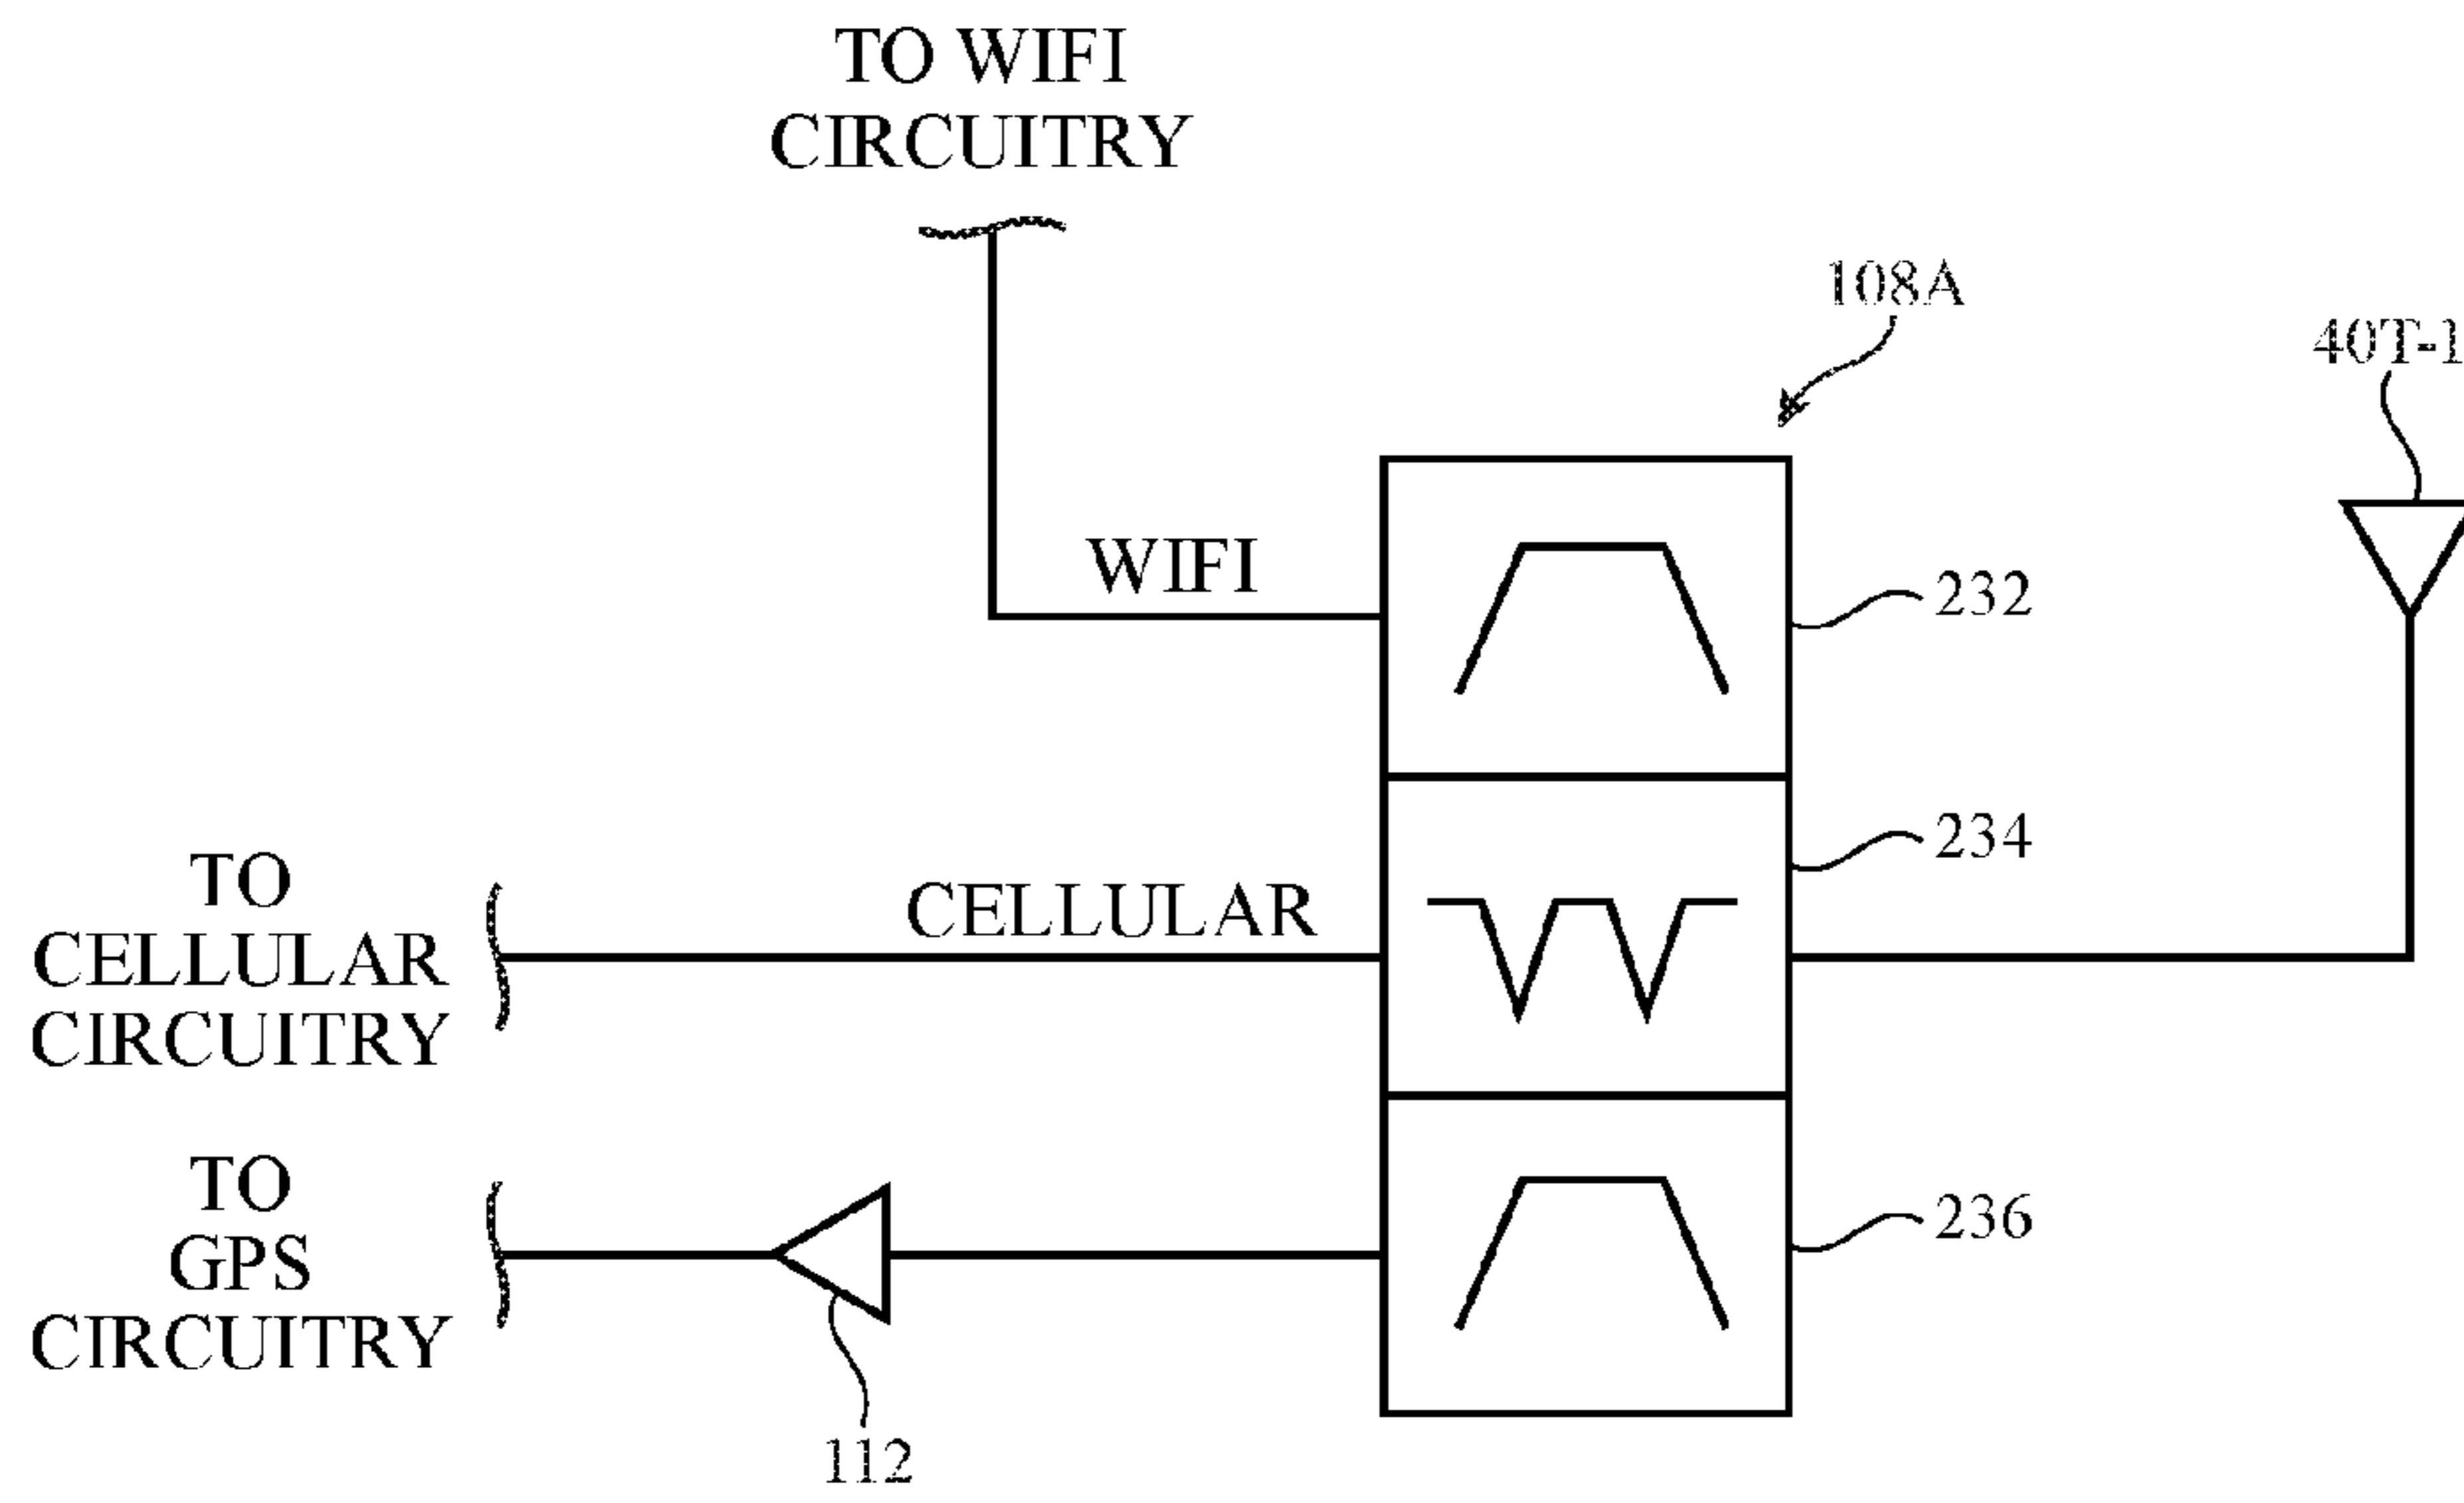 TO WIFI
CIRCUITRY
108A
40T-1
WIFI
232
234
TO
CELLULAR
CIRCUITRY
CELLULAR
TO
GPS
CIRCUITRY
236
112